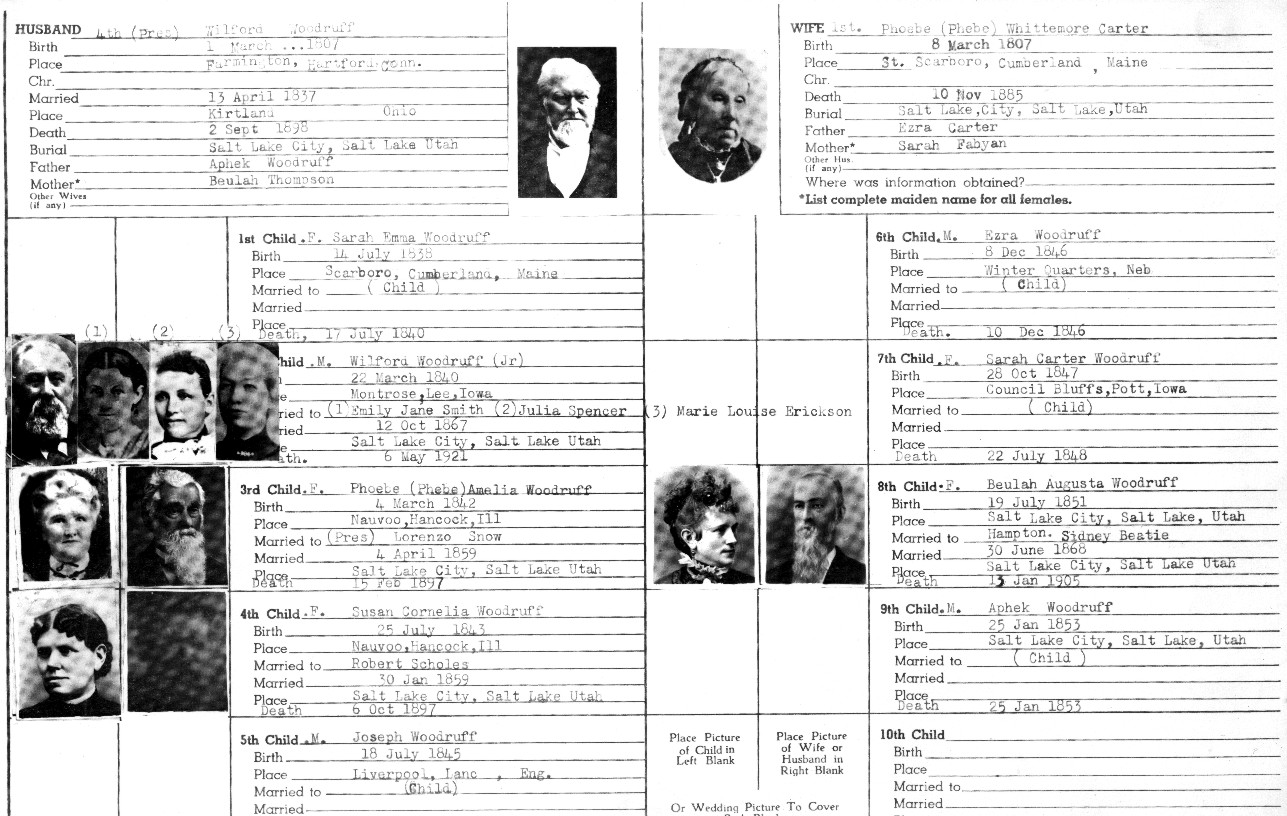 HUSBAND 4th (Pres) Wilford Woodruff
Birth 1 March ...1807
Place Farmington, Hartford, Conn.
Chr.
Married 13 April 1837
Place Kirtland Ohio
Death 2 Sept 1898
Burial Salt Lake City, Salt Lake Utah
Father Aphek Woodruff
Mother* Beulah Thompson
Other Wives
(if any)
WIFE 1st. Phoebe (Phebe) Whittemore Carter
Birth 8 March 1807
Place St. Scarboro, Cumberland , Maine
Chr.
Death 10 Nov 1885
Burial Salt Lake,City, Salt Lake,Utah
Father Ezra Carter
Mother* Sarah Fabyan
Other Hus.
(if any)
Where was information obtained?
*List complete maiden name for all females.
1st Child.F. Sarah Emma Woodruff
Birth 14 July 1838
Place Scarboro, Cumberland, Maine
Married to ( Child )
Married
Place
Death, 17 July 1840
(1) (2) (3)
hild.M. Wilford Woodruff (Jr)
22 March 1840
e Montrose,Lee,Iowa
ried to (1)Emily Jane Smith (2)Julia Spencer (3) Marie Louise Erickson
ried 12 Oct 1867
e Salt Lake City, Salt Lake Utah
ath. 6 May 1921
3rd Child.F. Phoebe (Phebe)Amelia Woodruff
Birth 4 March 1842
Place Nauvoo,Hancock,Ill
Married to (Pres) Lorenzo Snow
Married 4 April 1859
Place Salt Lake City, Salt Lake Utah
Death 15 Feb 1897
4th Child.F. Susan Cornelia Woodruff
Birth 25 July 1843
Place Nauvoo,Hancock,Ill
Married to Robert Scholes
Married 30 Jan 1859
Place Salt Lake City, Salt Lake Utah
Death 6 Oct 1897
5th Child.M. Joseph Woodruff
Birth 18 July 1845
Place Liverpool, Lanc , Eng.
Married to (Child)
Married
6th Child.M. Ezra Woodruff
Birth 8 Dec 1846
Place Winter Quarters, Neb
Married to ( Child)
Married
Place
Death. 10 Dec 1846
7th Child.F. Sarah Carter Woodruff
Birth 28 Oct 1847
Place Council Bluffs,Pott,Iowa
Married to ( Child)
Married
Place
Death 22 July 1848
8th Child.F. Beulah Augusta Woodruff
Birth 19 July 1851
Place Salt Lake City, Salt Lake, Utah
Married to Hampton. Sidney Beatie
Married 30 June 1868
Place Salt Lake City, Salt Lake Utah
Death 13 Jan 1905
9th Child.M. Aphek Woodruff
Birth 25 Jan 1853
Place Salt Lake City, Salt Lake, Utah
Married to ( Child )
Married
Place
Death 25 Jan 1853
Place Picture
of Child in
Left Blank
Place Picture
of Wife or
Husband in
Right Blank
Or Wedding Picture To Cover
10th Child
Birth
Place
Married to
Married